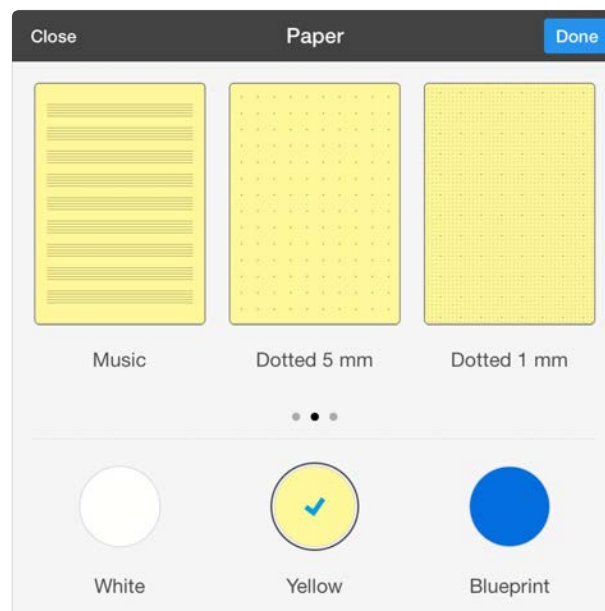 Close Paper Done
Music Dotted 5 mm Dotted 1 mm
White Yellow Blueprint